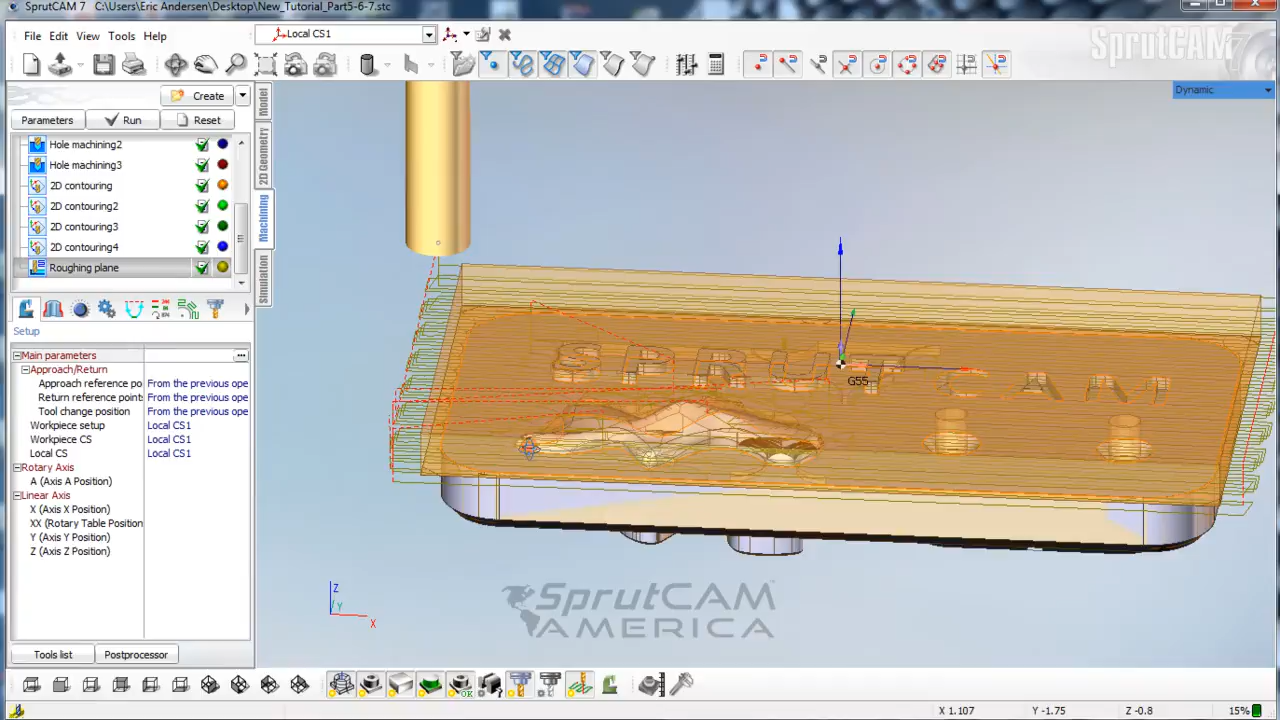 SprutCAM 7 : C:\Users\Eric Andersen\Desktop\New_Tutorial_Part5-6-7.stc
File Edit View Tools Help
Local CS1
SprutCAM 7
Create
Dynamic
Parameters Run Reset
Model
2D Geometry
Machining
Simulation
Hole machining2
Hole machining3
2D contouring
2D contouring2
2D contouring3
2D contouring4
Roughing plane
Setup
Main parameters ...
Approach/Return
Approach reference po From the previous ope
Return reference point: From the previous ope
Tool change position From the previous ope
Workpiece setup Local CS1
Workpiece CS Local CS1
Local CS Local CS1
Rotary Axis
A (Axis A Position)
Linear Axis
X (Axis X Position)
XX (Rotary Table Position
Y (Axis Y Position)
Z (Axis Z Position)
SPRUTCAM
G55
Z
Y
X
SprutCAM
AMERICA
Tools list Postprocessor
OK
X 1.107 Y -1.75 Z -0.8 15%